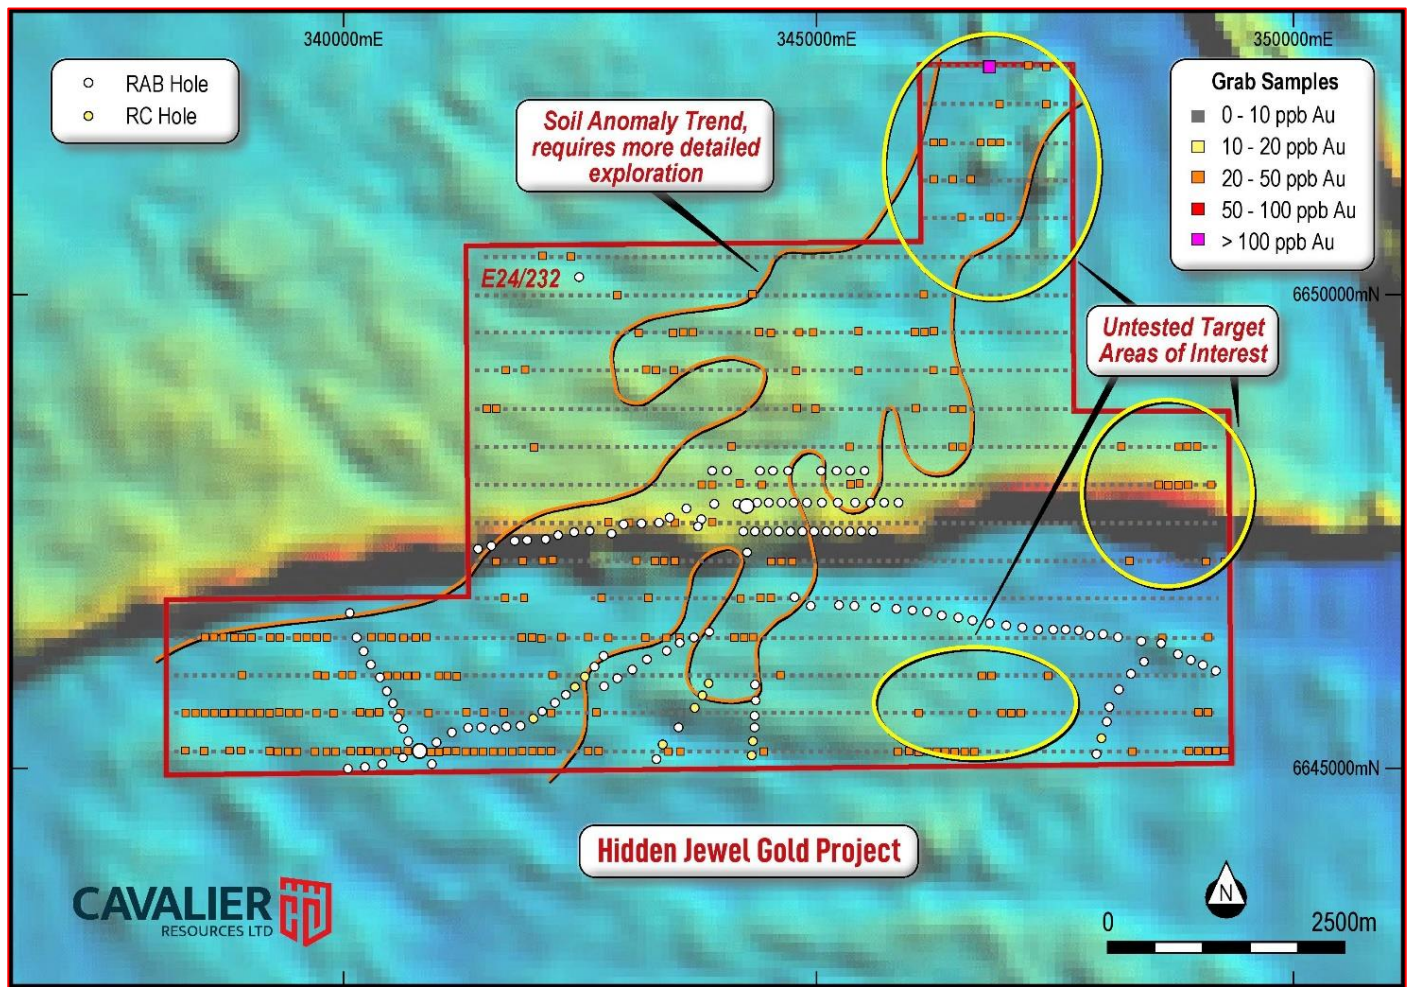 340000mE
345000mE
350000mE
RAB Hole
RC Hole
Soil Anomaly Trend,
requires more detailed
exploration
Grab Samples
0 - 10 ppb Au
10 - 20 ppb Au
20 - 50 ppb Au
50 - 100 ppb Au
> 100 ppb Au
E24/232
6650000mN
Untested Target
Areas of Interest
6645000mN
Hidden Jewel Gold Project
CAVALIER
RESOURCES LTD
N
0
2500m